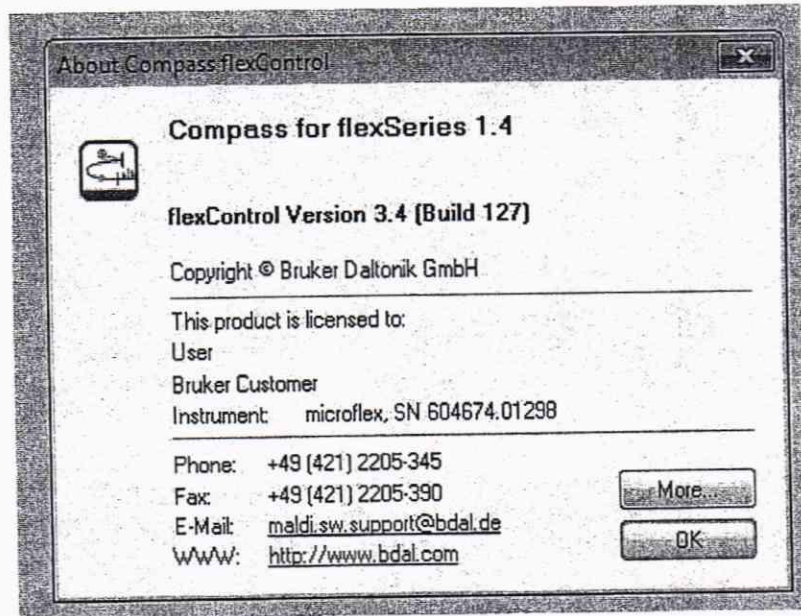 About Compass flexControl
Compass for flexSeries 1.4
flexControl Version 3.4 (Build 127)
Copyright © Bruker Daltonik GmbH
This product is licensed to:
User
Bruker Customer
Instrument: microflex, SN 604674.01298
Phone: +49 (421) 2205-345
Fax: +49 (421) 2205-390
E-Mail: maldi.sw.support@bdal.de
WWW: http://www.bdal.com
More...
OK